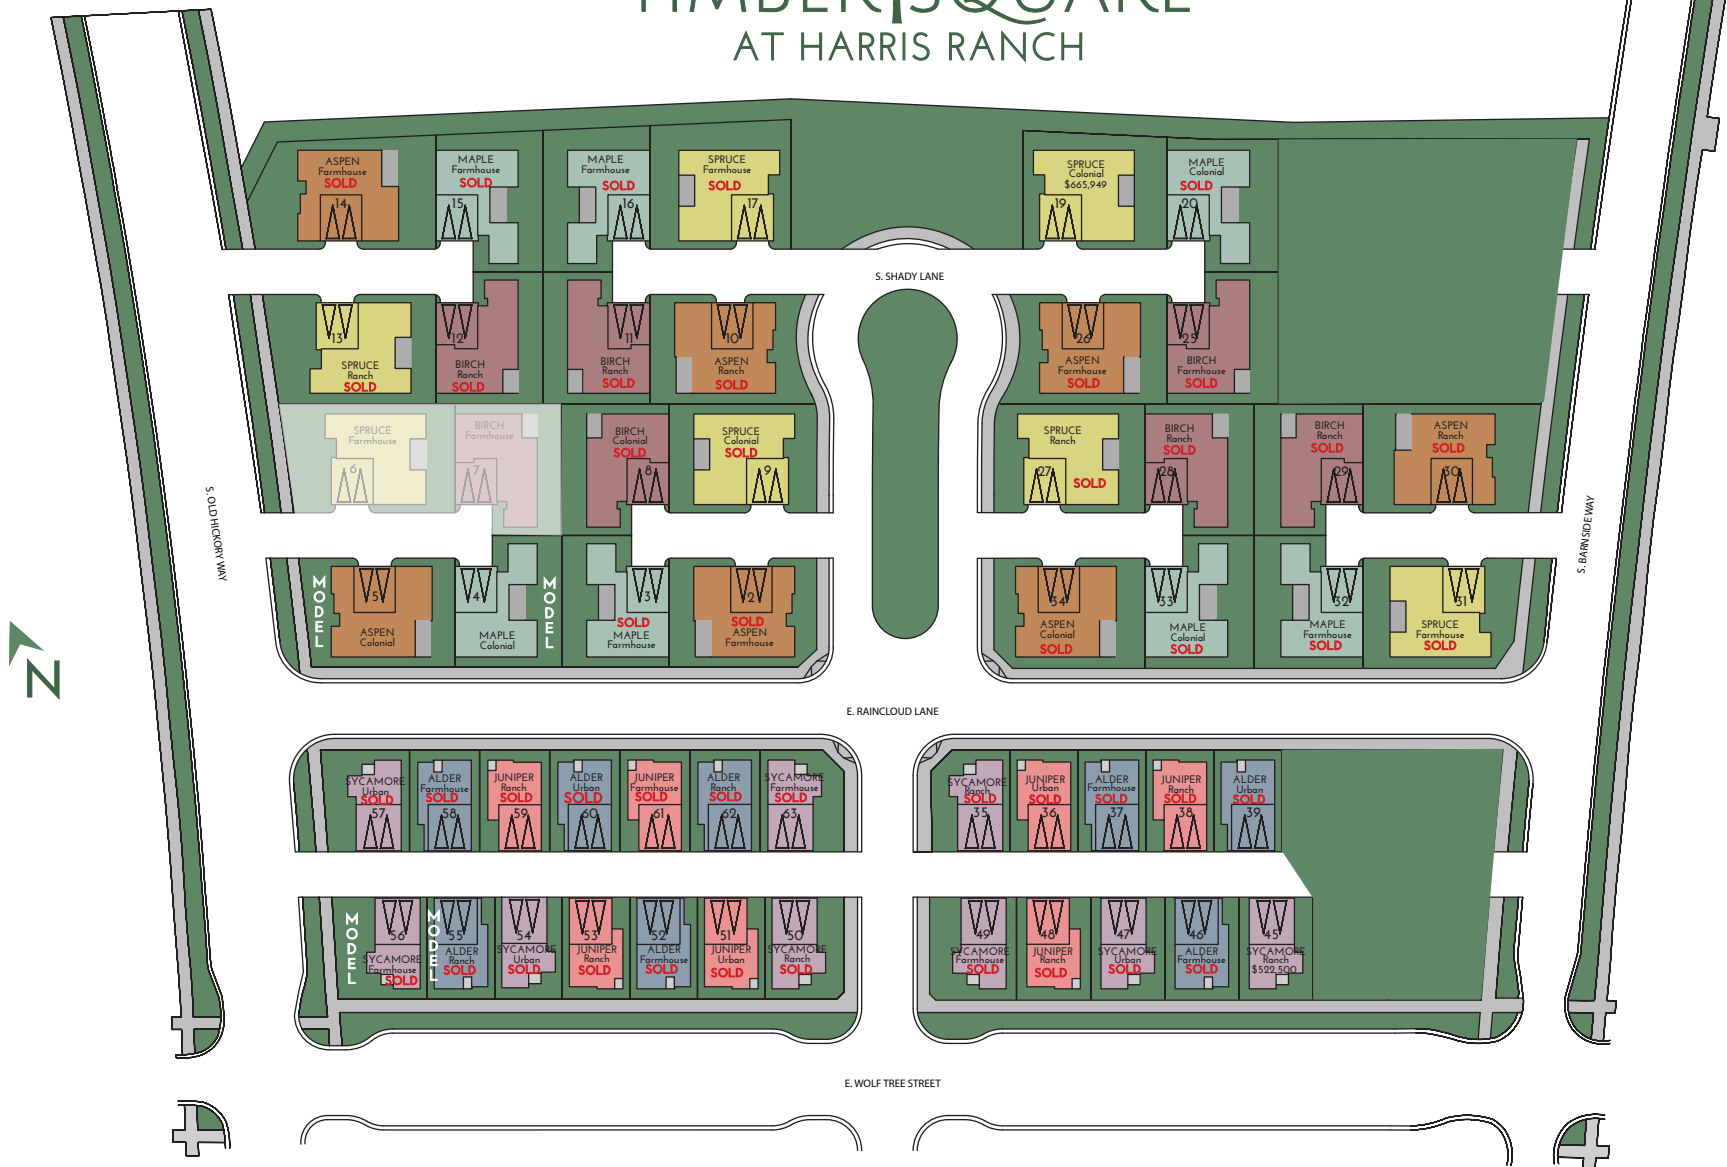 TIMBER SQUARE
AT HARRIS RANCH
ASPEN
Farmhouse
SOLD
14
MAPLE
Farmhouse
SOLD
15
MAPLE
Farmhouse
SOLD
16
SPRUCE
Farmhouse
SOLD
17
SPRUCE
Colonial
$665,949
19
MAPLE
Colonial
SOLD
20
S. SHADY LANE
13
SPRUCE
Ranch
SOLD
12
BIRCH
Ranch
SOLD
11
BIRCH
Ranch
SOLD
10
ASPEN
Ranch
SOLD
26
ASPEN
Farmhouse
SOLD
25
BIRCH
Farmhouse
SOLD
SPRUCE
Farmhouse
6
BIRCH
Farmhouse
7
BIRCH
Colonial
SOLD
8
SPRUCE
Colonial
SOLD
9
SPRUCE
Ranch
27
SOLD
BIRCH
Ranch
SOLD
28
BIRCH
Ranch
SOLD
29
ASPEN
Ranch
SOLD
30
S. OLD HICKORY WAY
S. BARNSIDE WAY
MODEL
5
ASPEN
Colonial
4
MAPLE
Colonial
MODEL
3
SOLD
MAPLE
Farmhouse
2
SOLD
ASPEN
Farmhouse
34
ASPEN
Colonial
SOLD
33
MAPLE
Colonial
SOLD
32
MAPLE
Farmhouse
SOLD
31
SPRUCE
Farmhouse
SOLD
N
E. RAINCLOUD LANE
SYCAMORE
Urban
SOLD
57
ALDER
Farmhouse
SOLD
58
JUNIPER
Ranch
SOLD
59
ALDER
Urban
SOLD
60
JUNIPER
Farmhouse
SOLD
61
ALDER
Ranch
SOLD
62
SYCAMORE
Farmhouse
SOLD
63
SYCAMORE
Ranch
SOLD
35
JUNIPER
Urban
SOLD
36
ALDER
Farmhouse
SOLD
37
JUNIPER
Ranch
SOLD
38
ALDER
Urban
SOLD
39
MODEL
56
SYCAMORE
Farmhouse
SOLD
MODEL
55
ALDER
Ranch
SOLD
54
SYCAMORE
Urban
SOLD
53
JUNIPER
Ranch
SOLD
52
ALDER
Farmhouse
SOLD
51
JUNIPER
Urban
SOLD
50
SYCAMORE
Ranch
SOLD
49
SYCAMORE
Farmhouse
SOLD
48
JUNIPER
Ranch
SOLD
47
SYCAMORE
Urban
SOLD
46
ALDER
Farmhouse
SOLD
45
SYCAMORE
Ranch
$522,500
E. WOLF TREE STREET